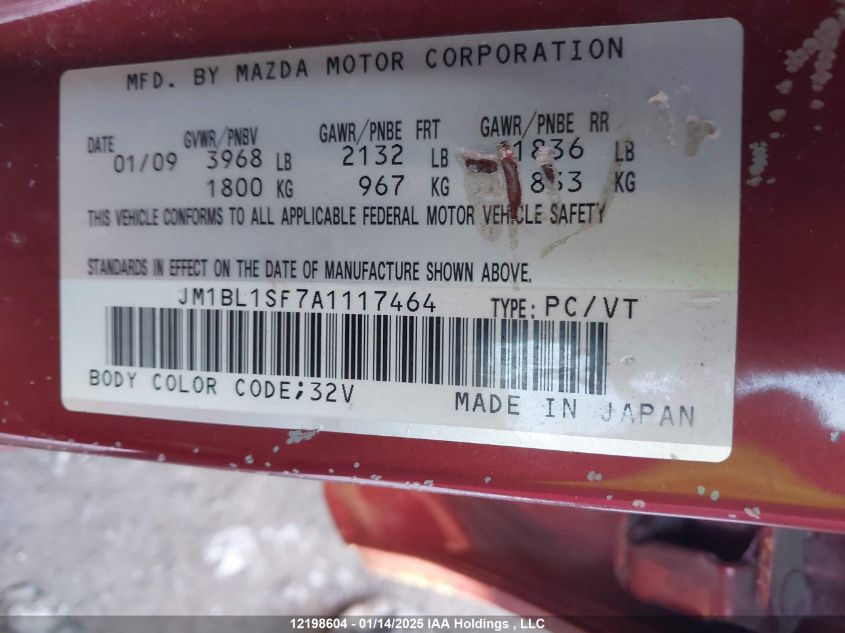 MFD. BY MAZDA MOTOR CORPORATION
DATE GVWR/PNBV GAWR/PNBE FRT GAWR/PNBE RR
01/09 3968 LB 2132 LB 1836 LB
1800 KG 967 KG KG
THIS VEHICLE CONFORMS TO ALL APPLICABLE FEDERAL MOTOR VEHICLE SAFETY
STANDARDS IN EFFECT ON THE DATE OF MANUFACTURE SHOWN ABOVE.
JM1BL1SF7A1117464 TYPE: PC/VT
BODY COLOR CODE;32V
MADE IN JAPAN
12198604 - 01/14/2025 IAA Holdings , LLC